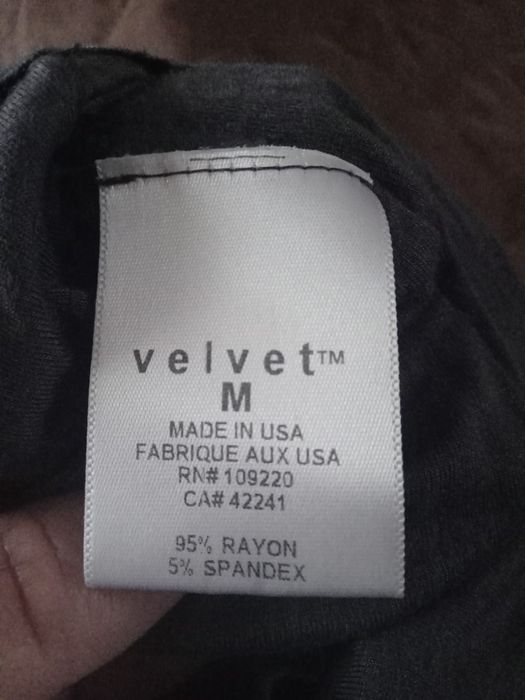 velvet™
M
MADE IN USA
FABRIQUE AUX USA
RN# 109220
CA# 42241
95% RAYON
5% SPANDEX